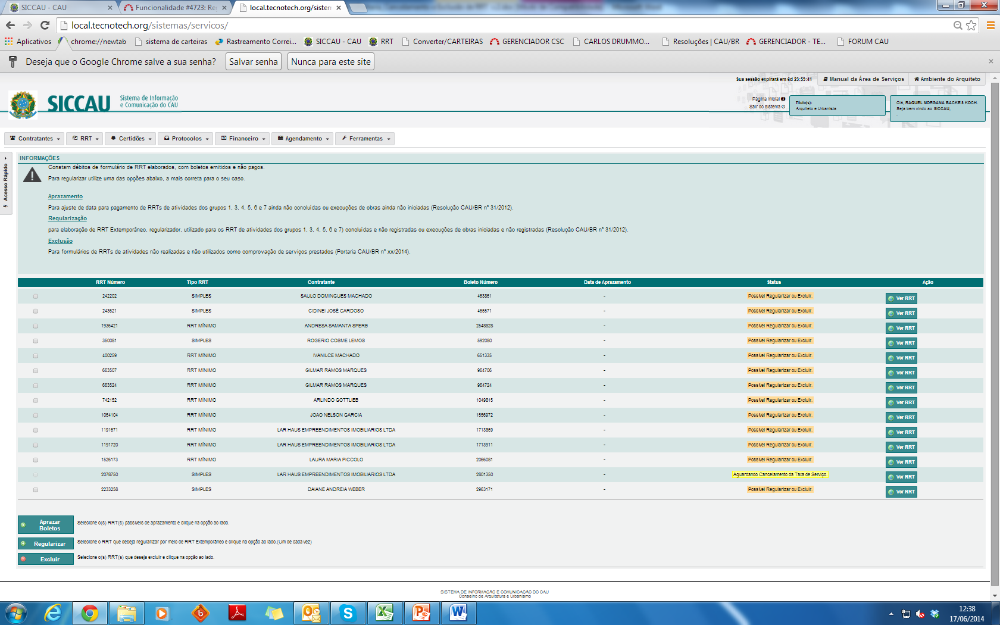 SICCAU - CAU
Funcionalidade #4723: Re
local.tecnotech.org/sister
local.tecnotech.org/sistemas/servicos/
Aplicativos
chrome://newtab
sistema de carteiras
Rastreamento Correi...
SICCAU - CAU
RRT
Converter/CARTEIRAS
GERENCIADOR CSC
CARLOS DRUMMO...
Resoluções | CAU/BR
GERENCIADOR - TE...
FORUM CAU
Deseja que o Google Chrome salve a sua senha?
Salvar senha
Nunca para este site
Sua sessão expirará em 6d 23:59:41
Manual da Área de Serviços
Ambiente do Arquiteto
SICCAU
Sistema de Informação
e Comunicação do CAU
Página Inicial
Sair do sistema
Título(s):
Arquiteto e Urbanista
Olá, RAQUEL MORGANA BACKES KOCH.
Seja bem vindo ao SICCAU,
Contratantes
RRT
Certidões
Protocolos
Financeiro
Agendamento
Ferramentas
Acesso Rápido
INFORMAÇÕES
Constam débitos de formulário de RRT elaborados, com boletos emitidos e não pagos.
Para regularizar utilize uma das opções abaixo, a mais correta para o seu caso.
Aprazamento
Para ajuste de data para pagamento de RRTs de atividades dos grupos 1, 3, 4, 5, 6 e 7 ainda não concluídas ou execuções de obras ainda não iniciadas (Resolução CAU/BR nº 31/2012).
Regularização
para elaboração de RRT Extemporâneo, regularizador, utilizado para os RRT de atividades dos grupos 1, 3, 4, 5, 6 e 7) concluídas e não registradas ou execuções de obras iniciadas e não registradas (Resolução CAU/BR nº 31/2012).
Exclusão
Para formulários de RRTs de atividades não realizadas e não utilizados como comprovação de serviços prestados (Portaria CAU/BR nº xx/2014).
RRT Número Tipo RRT Contratante Boleto Número Data de Aprazamento Status Ação
242202 SIMPLES SAULO DOMINGUES MACHADO 463851 - Possível Regularizar ou Excluir. Ver RRT
243621 SIMPLES CIDINEI JOSÉ CARDOSO 465571 - Possível Regularizar ou Excluir. Ver RRT
1936421 RRT MÍNIMO ANDRESA SAMANTA SPERB 2548828 - Possível Regularizar ou Excluir. Ver RRT
350081 SIMPLES ROGERIO COSME LEMOS 592080 - Possível Regularizar ou Excluir. Ver RRT
400259 RRT MÍNIMO IVANILCE MACHADO 651335 - Possível Regularizar ou Excluir. Ver RRT
663507 RRT MÍNIMO GILMAR RAMOS MARQUES 964706 - Possível Regularizar ou Excluir. Ver RRT
663524 RRT MÍNIMO GILMAR RAMOS MARQUES 964724 - Possível Regularizar ou Excluir. Ver RRT
742152 RRT MÍNIMO ARLINDO GOTTLIEB 1049815 - Possível Regularizar ou Excluir. Ver RRT
1054104 RRT MÍNIMO JOAO NELSON GARCIA 1556972 - Possível Regularizar ou Excluir. Ver RRT
1191671 RRT MÍNIMO LAR HAUS EMPREENDIMENTOS IMOBILIARIOS LTDA 1713859 - Possível Regularizar ou Excluir. Ver RRT
1191720 RRT MÍNIMO LAR HAUS EMPREENDIMENTOS IMOBILIARIOS LTDA 1713911 - Possível Regularizar ou Excluir. Ver RRT
1526173 RRT MÍNIMO LAURA MARIA PICCOLO 2066081 - Possível Regularizar ou Excluir. Ver RRT
2078750 SIMPLES LAR HAUS EMPREENDIMENTOS IMOBILIARIOS LTDA 2801350 - Aguardando Cancelamento da Taxa de Serviço. Ver RRT
2233258 SIMPLES DAIANE ANDREIA WEBER 2963171 - Possível Regularizar ou Excluir. Ver RRT
Aprazar
Boletos
Selecione o(s) RRT(s) passíveis de aprazamento e clique na opção ao lado.
Regularizar
Selecione o RRT que deseja regularizar por meio de RRT Extemporâneo e clique na opção ao lado.(Um de cada vez)
Excluir
Selecione o(s) RRT(s) que deseja excluir e clique na opção ao lado.
SISTEMA DE INFORMAÇÃO E COMUNICAÇÃO DO CAU
Conselho de Arquitetura e Urbanismo
12:38
17/06/2014